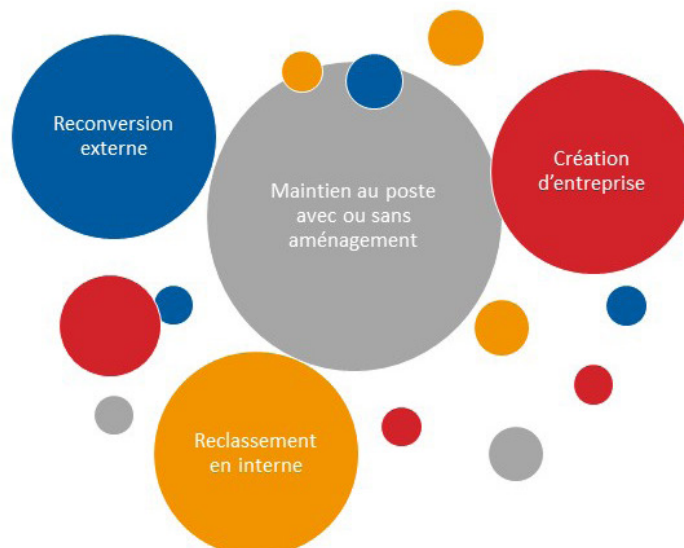 Reconversion
externe
Maintien au poste
avec ou sans
aménagement
Création
d'entreprise
Reclassement
en interne